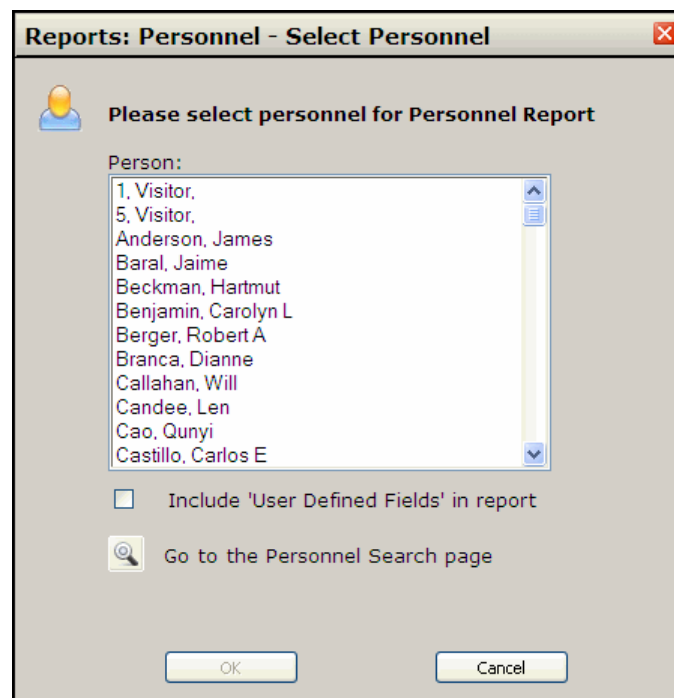 Reports: Personnel - Select Personnel
Please select personnel for Personnel Report
Person:
1, Visitor,
5, Visitor,
Anderson, James
Baral, Jaime
Beckman, Hartmut
Benjamin, Carolyn L
Berger, Robert A
Branca, Dianne
Callahan, Will
Candee, Len
Cao, Qunyi
Castillo, Carlos E
Include 'User Defined Fields' in report
Go to the Personnel Search page
OK Cancel